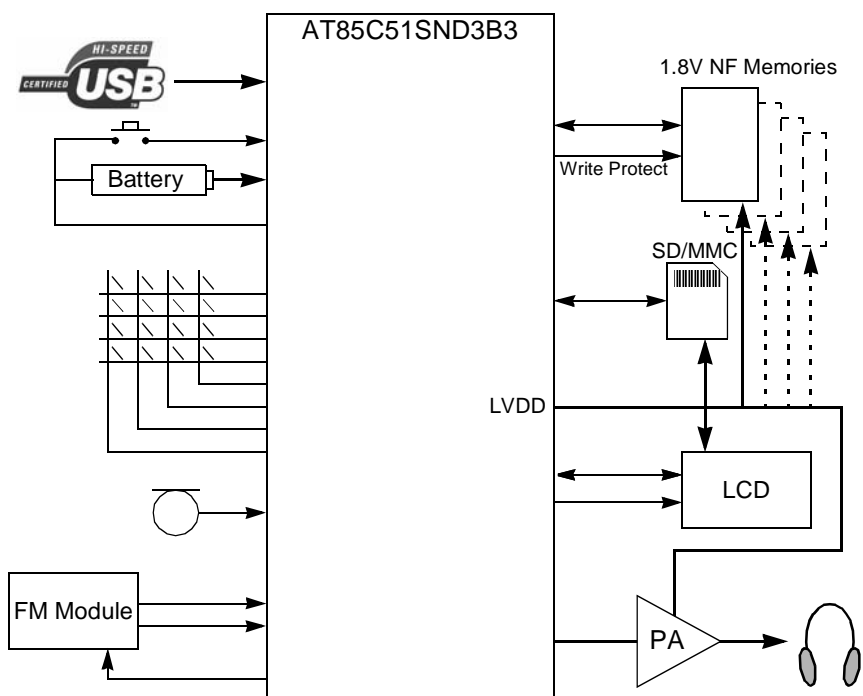 AT85C51SND3B3
HI-SPEED
CERTIFIED
USB
TM
1.8V NF Memories
Write Protect
Battery
SD/MMC
LVDD
LCD
FM Module
PA